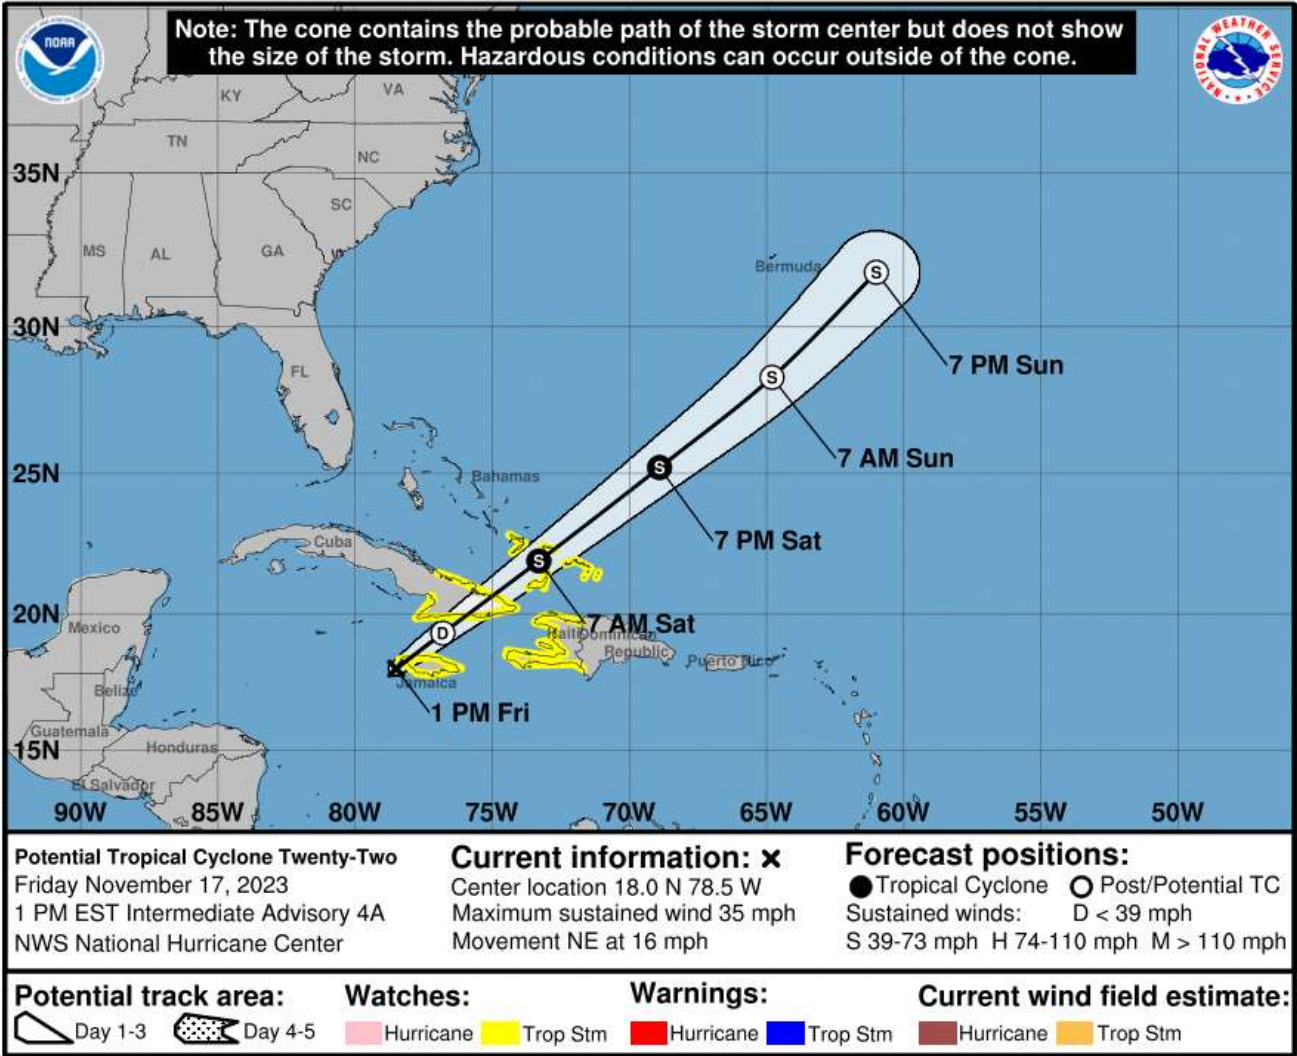 Note: The cone contains the probable path of the storm center but does not show
the size of the storm. Hazardous conditions can occur outside of the cone.
NOAA
NATIONAL WEATHER SERVICE
KY
VA
TN
NC
35N
SC
MS
AL
GA
Bermuda
S
30N
7 PM Sun
FL
S
7 AM Sun
S
25N
Bahamas
7 PM Sat
Cuba
S
20N
7 AM Sat
Mexico
D
Haiti
Dominican
Republic
Puerto Rico
Jamaica
Belize
1 PM Fri
Guatemala
15N
Honduras
El Salvador
90W 85W 80W 75W 70W 65W 60W 55W 50W
Potential Tropical Cyclone Twenty-Two
Friday November 17, 2023
1 PM EST Intermediate Advisory 4A
NWS National Hurricane Center
Current information: x
Center location 18.0 N 78.5 W
Maximum sustained wind 35 mph
Movement NE at 16 mph
Forecast positions:
Tropical Cyclone Post/Potential TC
Sustained winds: D < 39 mph
S 39-73 mph H 74-110 mph M > 110 mph
Potential track area:
Day 1-3 Day 4-5
Watches:
Hurricane Trop Stm
Warnings:
Hurricane Trop Stm
Current wind field estimate:
Hurricane Trop Stm